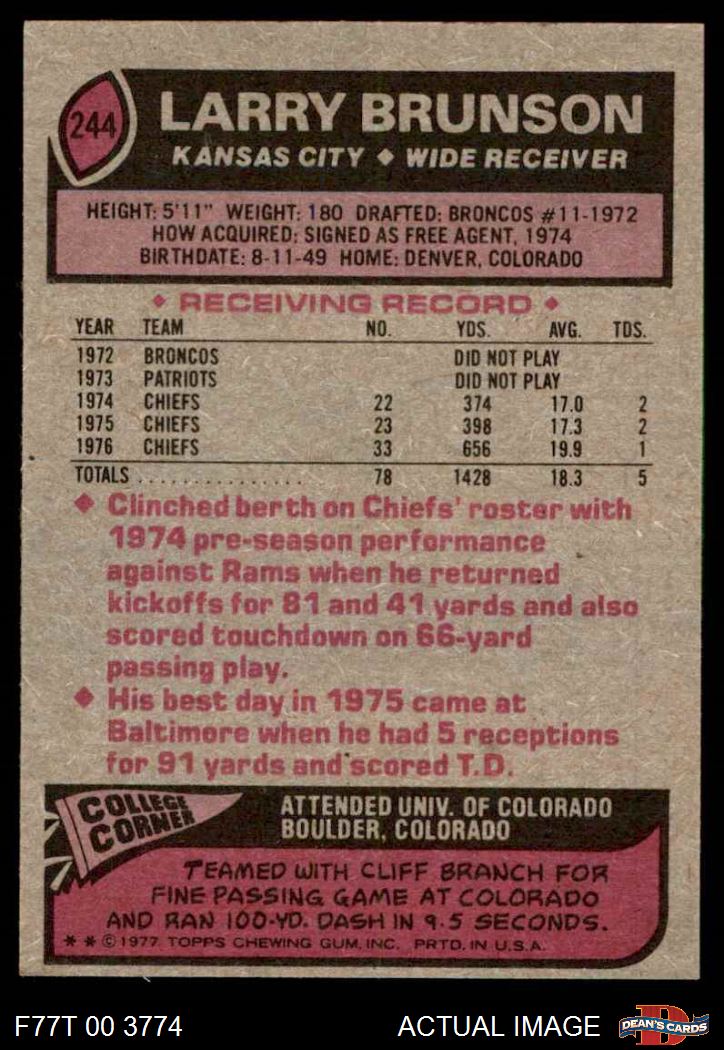 244
LARRY BRUNSON
KANSAS CITY ◆ WIDE RECEIVER
HEIGHT: 5'11" WEIGHT: 180 DRAFTED: BRONCOS #11-1972
HOW ACQUIRED: SIGNED AS FREE AGENT, 1974
BIRTHDATE: 8-11-49 HOME: DENVER, COLORADO
◆ RECEIVING RECORD ◆
YEAR TEAM NO. YDS. AVG. TDS.
1972 BRONCOS DID NOT PLAY
1973 PATRIOTS DID NOT PLAY
1974 CHIEFS 22 374 17.0 2
1975 CHIEFS 23 398 17.3 2
1976 CHIEFS 33 656 19.9 1
TOTALS ............... 78 1428 18.3 5
◆ Clinched berth on Chiefs' roster with
1974 pre-season performance
against Rams when he returned
kickoffs for 81 and 41 yards and also
scored touchdown on 66-yard
passing play.
◆ His best day in 1975 came at
Baltimore when he had 5 receptions
for 91 yards and scored T.D.
COLLEGE
CORNER
ATTENDED UNIV. OF COLORADO
BOULDER, COLORADO
TEAMED WITH CLIFF BRANCH FOR
FINE PASSING GAME AT COLORADO
AND RAN 100-YD. DASH IN 9.5 SECONDS.
* * © 1977 TOPPS CHEWING GUM, INC. PRTD. IN U.S.A.
F77T 00 3774 ACTUAL IMAGE
D
DEAN'S CARDS